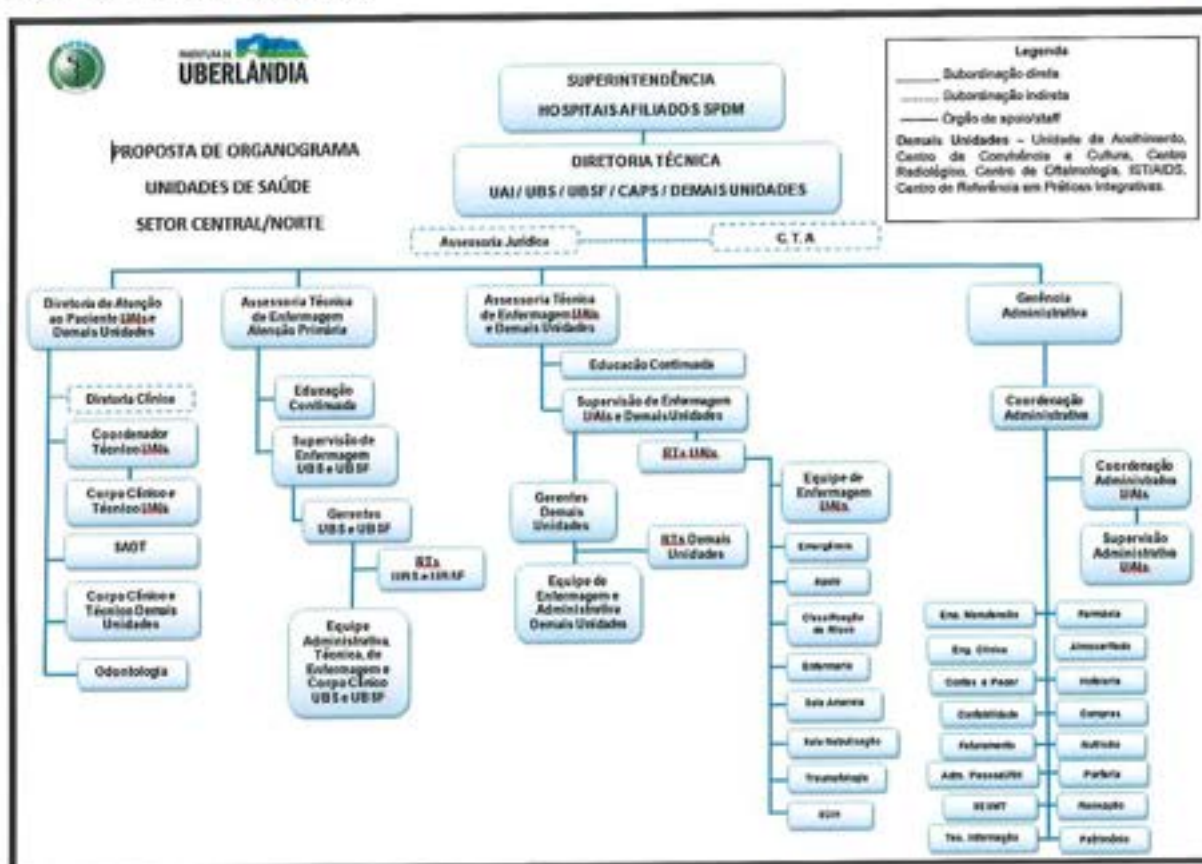 PREFEITURA DE
UBERLÂNDIA
PROPOSTA DE ORGANOGRAMA
UNIDADES DE SAÚDE
SETOR CENTRAL/NORTE
SUPERINTENDÊNCIA
HOSPITAIS AFILIADOS SPDM
DIRETORIA TÉCNICA
UAI / UBS / UBSF / CAPS / DEMAIS UNIDADES
Legenda
Subordinação direta
Subordinação indireta
Órgão de apoio/staff
Demais Unidades – Unidade de Acolhimento,
Centro de Convivência e Cultura, Centro
Radiológico, Centro de Oftalmologia, IST/AIDS,
Centro de Referência em Práticas Integrativas.
Assessoria Jurídica
G. T. A.
Diretoria de Atenção
ao Paciente UAIs e
Demais Unidades
Diretoria Clínica
Coordenador
Técnico UAIs
Corpo Clínico e
Técnico UAIs
SADT
Corpo Clínico e
Técnico Demais
Unidades
Odontologia
Assessoria Técnica
de Enfermagem
Atenção Primária
Educação
Continuada
Supervisão de
Enfermagem
UBS e UBSF
Gerentes
UBS e UBSF
RTs
UBS e UBSF
Equipe
Administrativa,
Técnica, de
Enfermagem e
Corpo Clínico
UBS e UBSF
Assessoria Técnica
de Enfermagem UAIs
e Demais Unidades
Educação Continuada
Supervisão de Enfermagem
UAIs e Demais Unidades
RTs UAIs
Gerentes
Demais
Unidades
RTs Demais
Unidades
Equipe de
Enfermagem e
Administrativa
Demais Unidades
Equipe de
Enfermagem
UAIs
Emergência
Apoio
Classificação
de Risco
Enfermaria
Sala Amarela
Sala Nebulização
Traumatologia
Gerência
Administrativa
Coordenação
Administrativa
Coordenação
Administrativa
UAIs
Supervisão
Administrativa
UAIs
Eng. Manutenção
Farmácia
Eng. Clínica
Almoxarifado
Contas a Pagar
Hotelaria
Contabilidade
Compras
Faturamento
Nutrição
Adm. Pessoal/RH
Portaria
SESMT
Recepção
Tec. Informação
Patrimônio